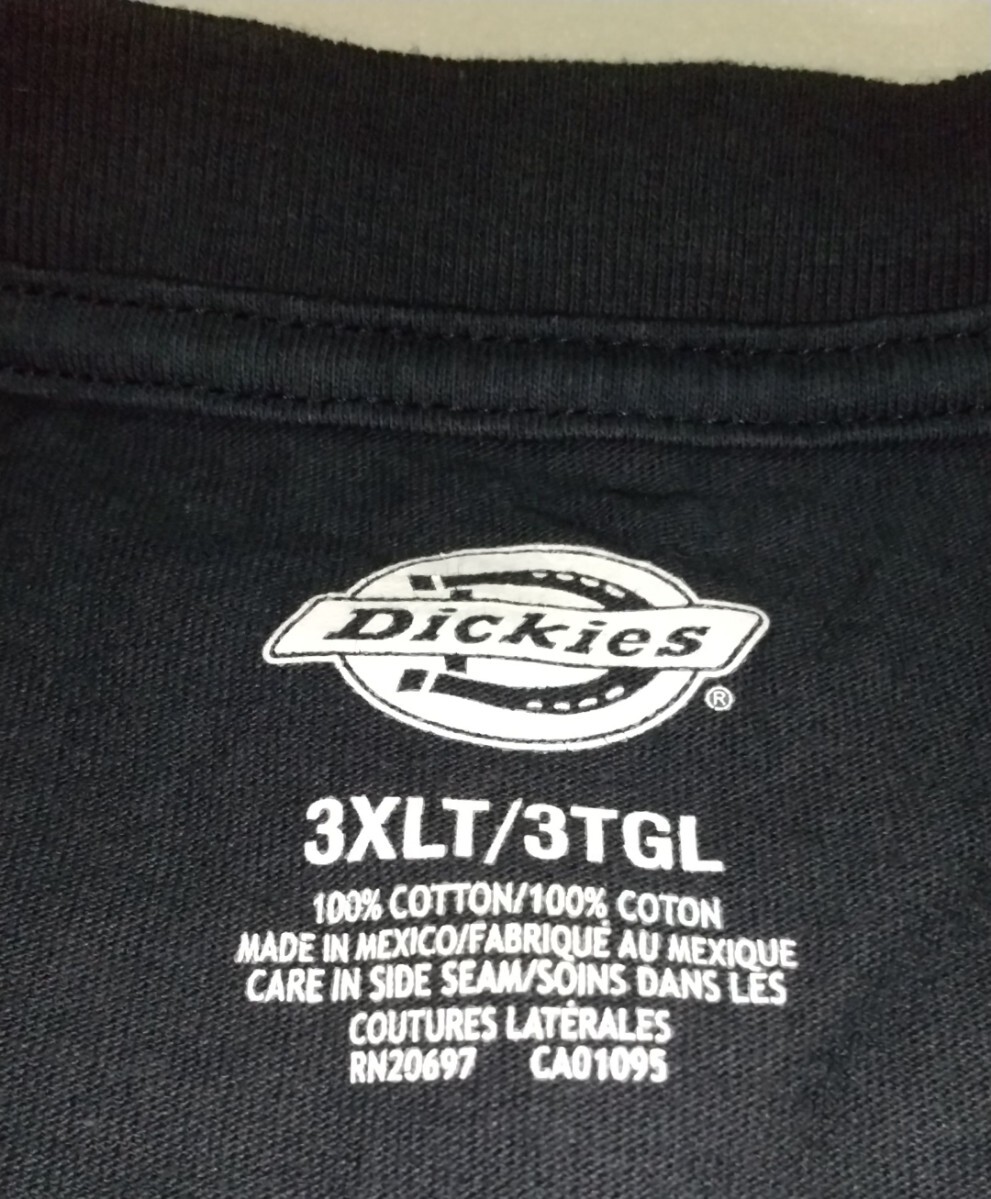 Dickies
®
3XLT/3TGL
100% COTTON/100% COTON
MADE IN MEXICO/FABRIQUÉ AU MEXIQUE
CARE IN SIDE SEAM/SOINS DANS LES
COUTURES LATÉRALES
RN20697 CA01095